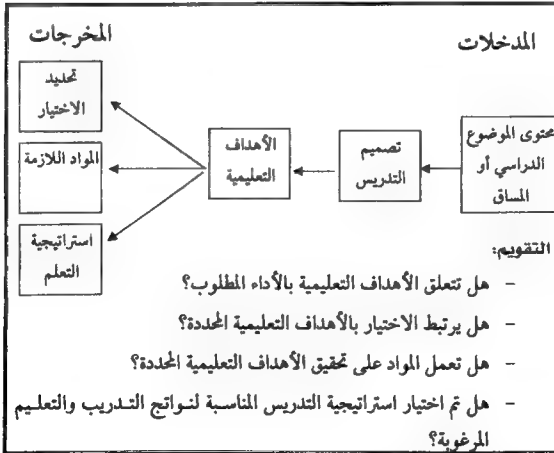 المدخلات
المخرجات
محتوى الموضوع
الدراسي أو
المساق
تصميم
التدريس
الأهداف
التعليمية
تحديد
الاختيار
المواد اللازمة
استراتيجية
التعلم
التقويم:
- هل تتعلق الأهداف التعليمية بالأداء المطلوب؟
- هل يرتبط الاختيار بالأهداف التعليمية المحددة؟
- هل تعمل المواد على تحقيق الأهداف التعليمية المحددة؟
- هل تم اختيار استراتيجية التدريس المناسبة لنواتج التدريب والتعليم
المرغوبة؟